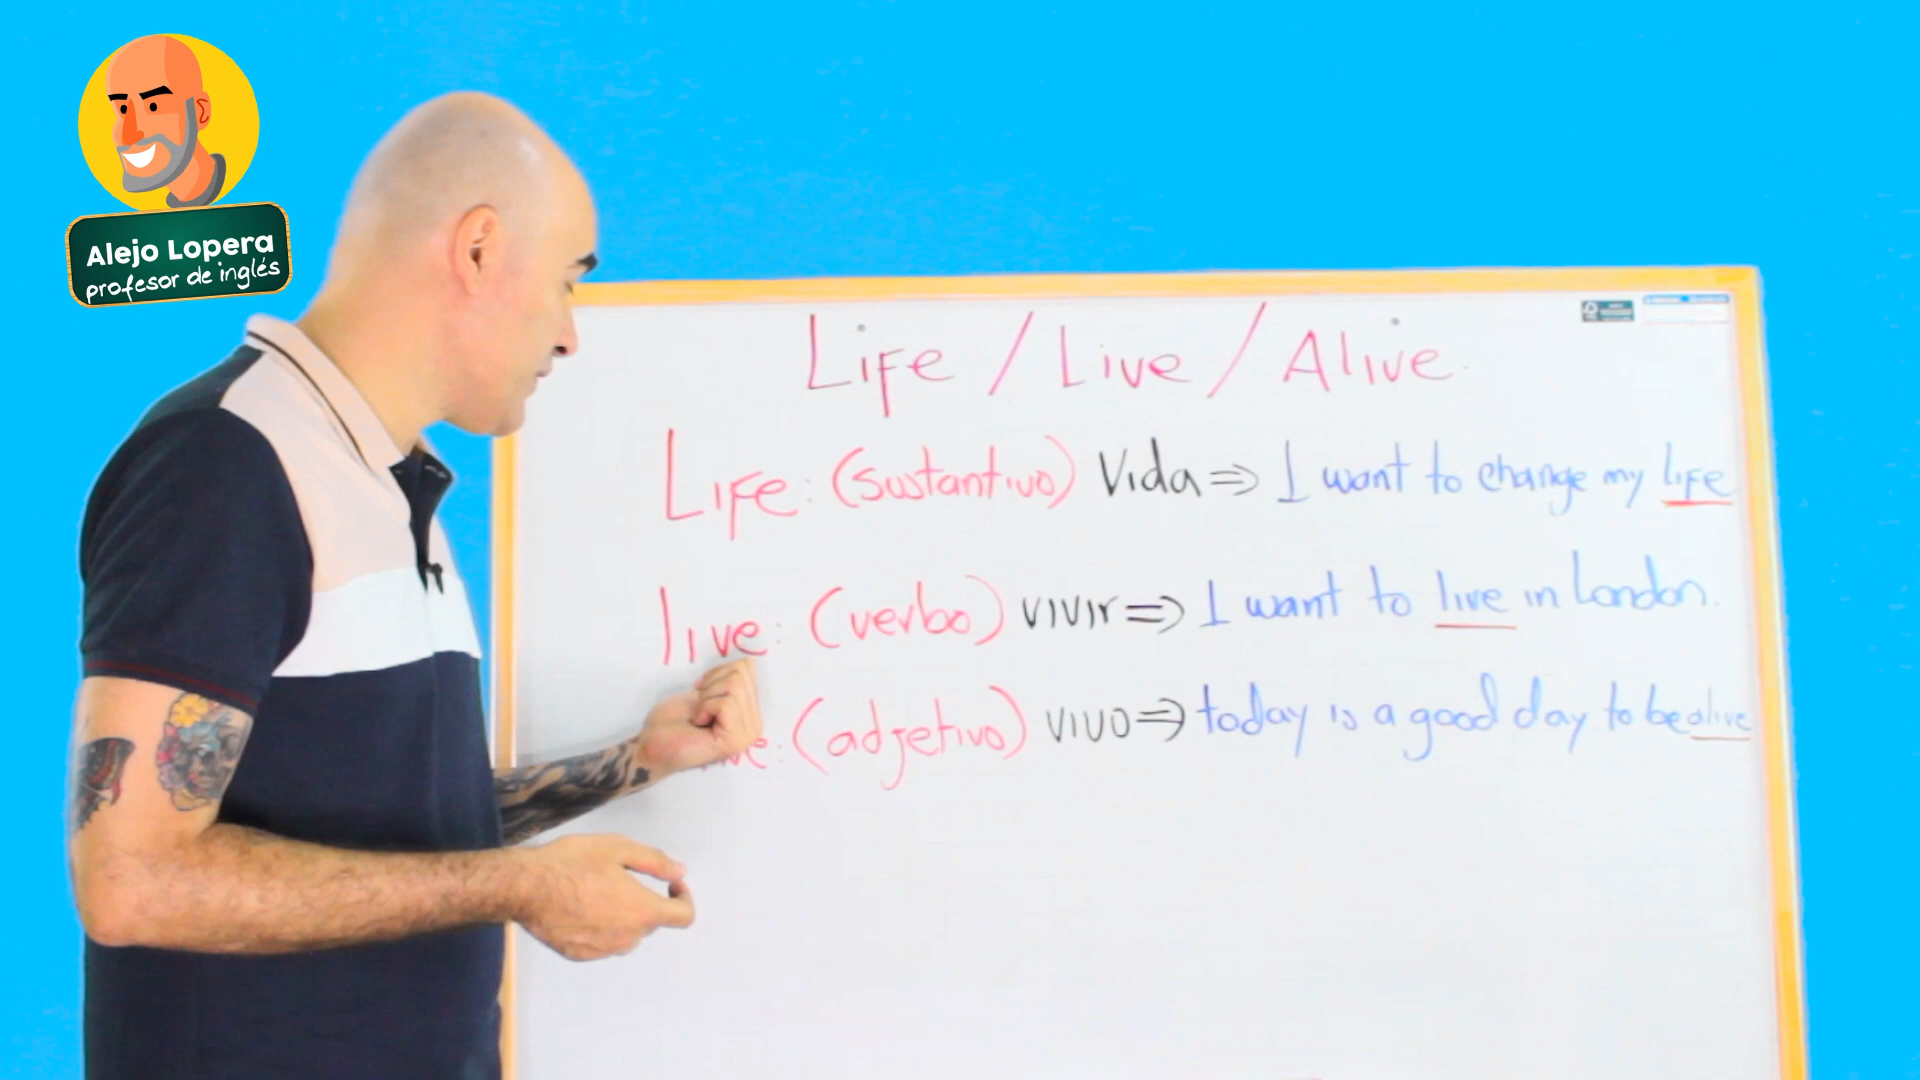 Alejo Lopera
profesor de inglés
Life / Live / Alive.
Life: (sustantivo) Vida => I want to change my life
live: (verbo) vivir => I want to live in London.
(adjetivo) vivo => today is a good day to be alive